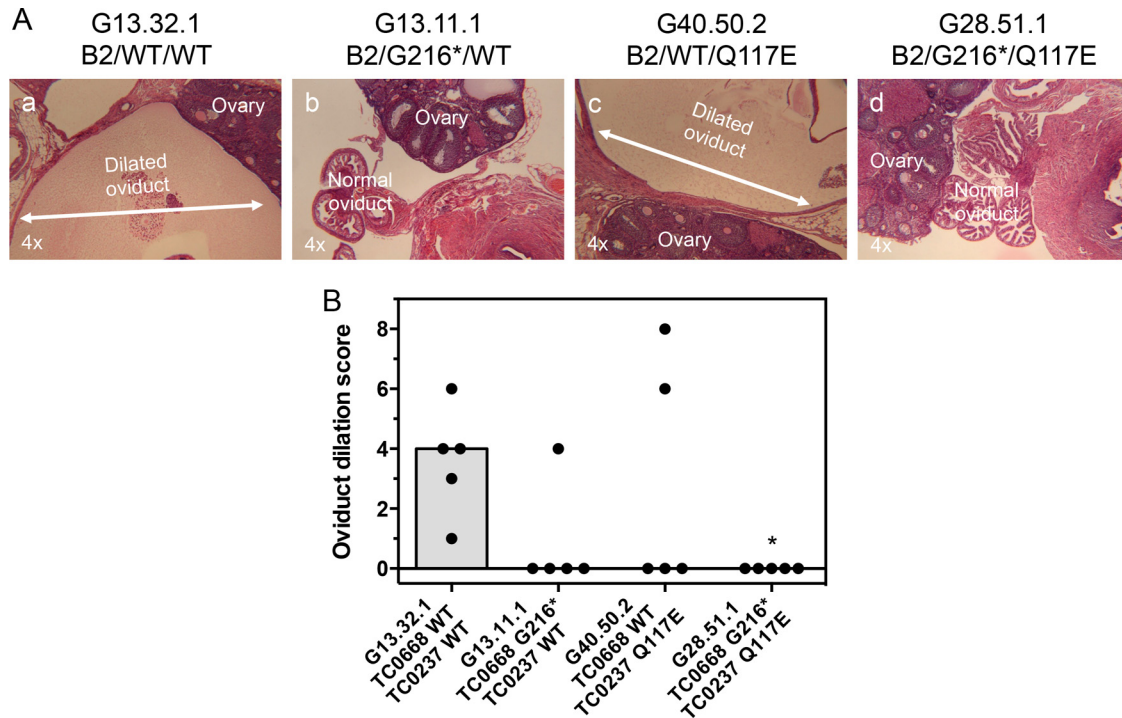 A
G13.32.1
B2/WT/WT
G13.11.1
B2/G216*/WT
G40.50.2
B2/WT/Q117E
G28.51.1
B2/G216*/Q117E
a
Ovary
Dilated
oviduct
4x
b
Ovary
Normal
oviduct
4x
c
Dilated
oviduct
Ovary
4x
d
Ovary
Normal
oviduct
4x
B
Oviduct dilation score
8
6
4
2
0
*
G13.32.1
TC0668 WT
TC0237 WT
G13.11.1
TC0668 G216*
TC0237 WT
G40.50.2
TC0668 WT
TC0237 Q117E
G28.51.1
TC0668 G216*
TC0237 Q117E